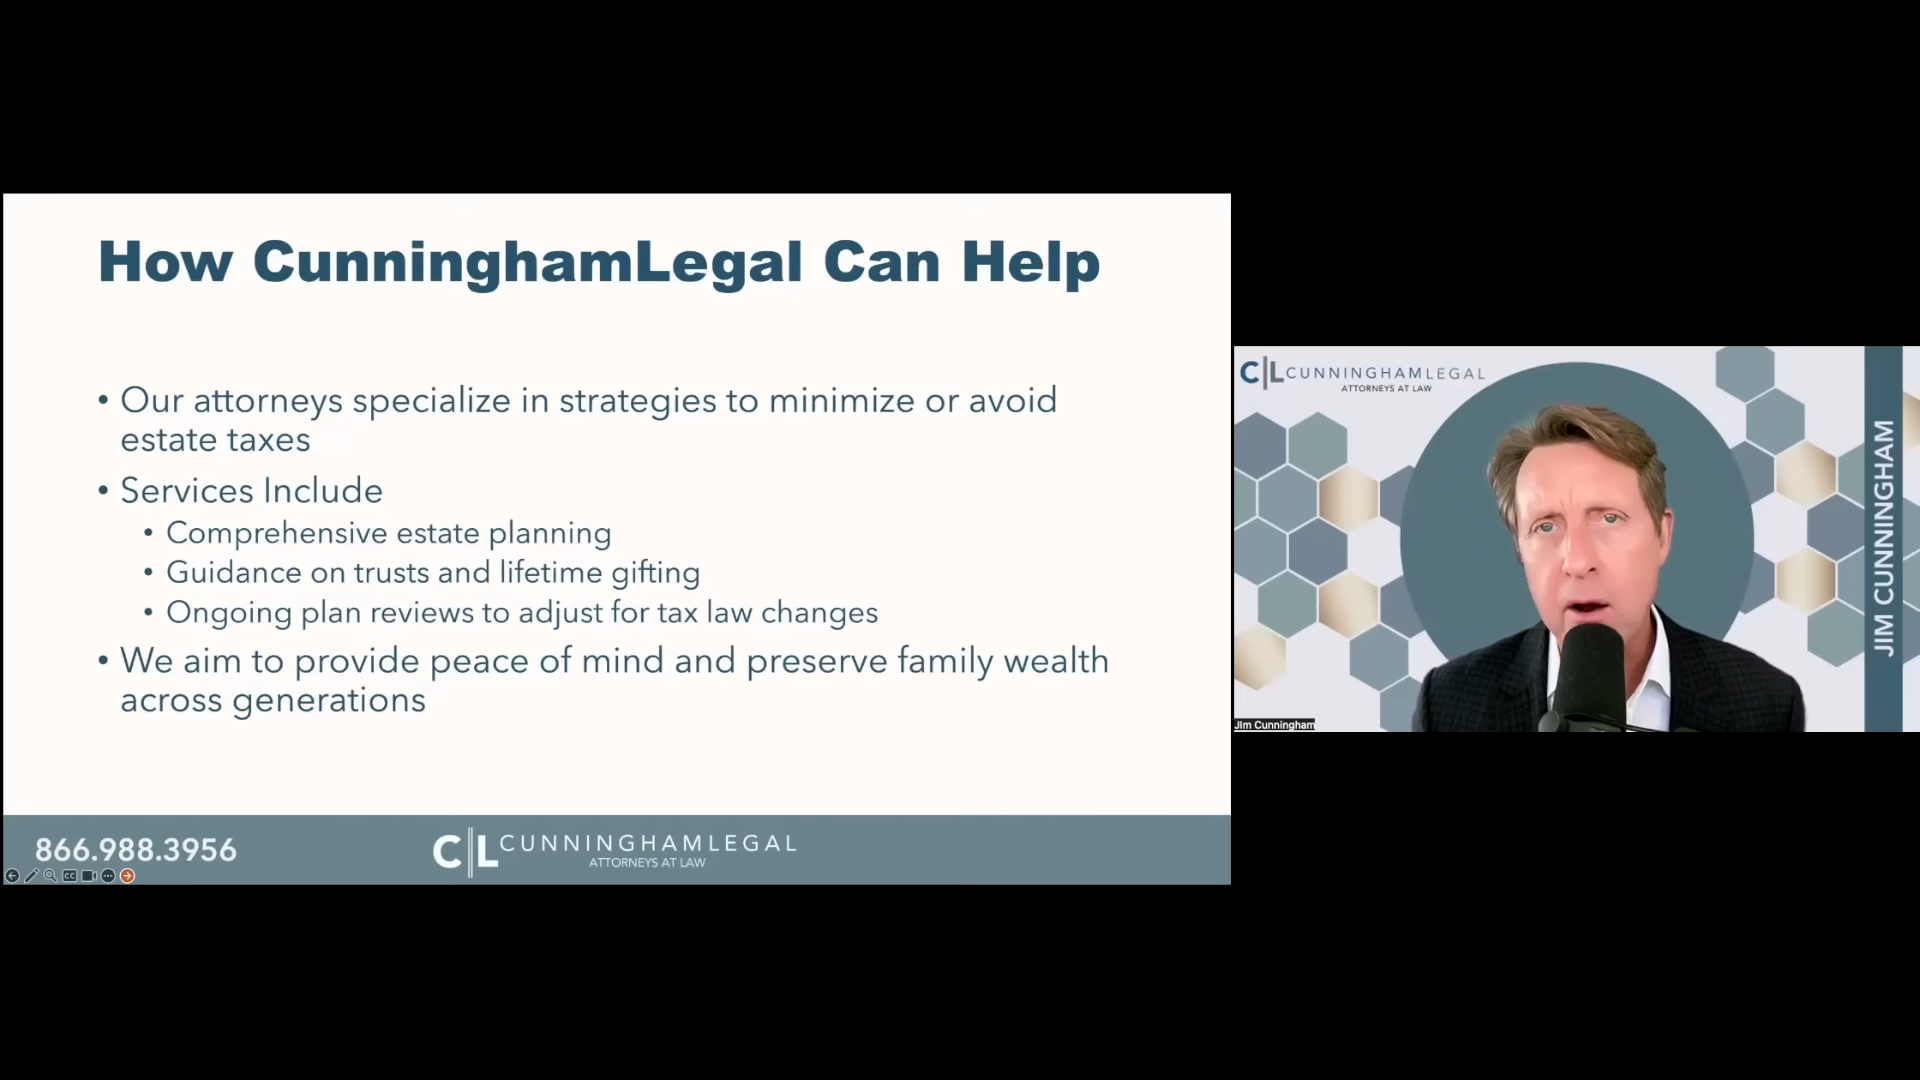 How CunninghamLegal Can Help
• Our attorneys specialize in strategies to minimize or avoid
estate taxes
• Services Include
• Comprehensive estate planning
• Guidance on trusts and lifetime gifting
• Ongoing plan reviews to adjust for tax law changes
• We aim to provide peace of mind and preserve family wealth
across generations
866.988.3956
C|L CUNNINGHAMLEGAL
ATTORNEYS AT LAW
CC
C|L CUNNINGHAMLEGAL
ATTORNEYS AT LAW
JIM CUNNINGHAM
JIm Cunningham